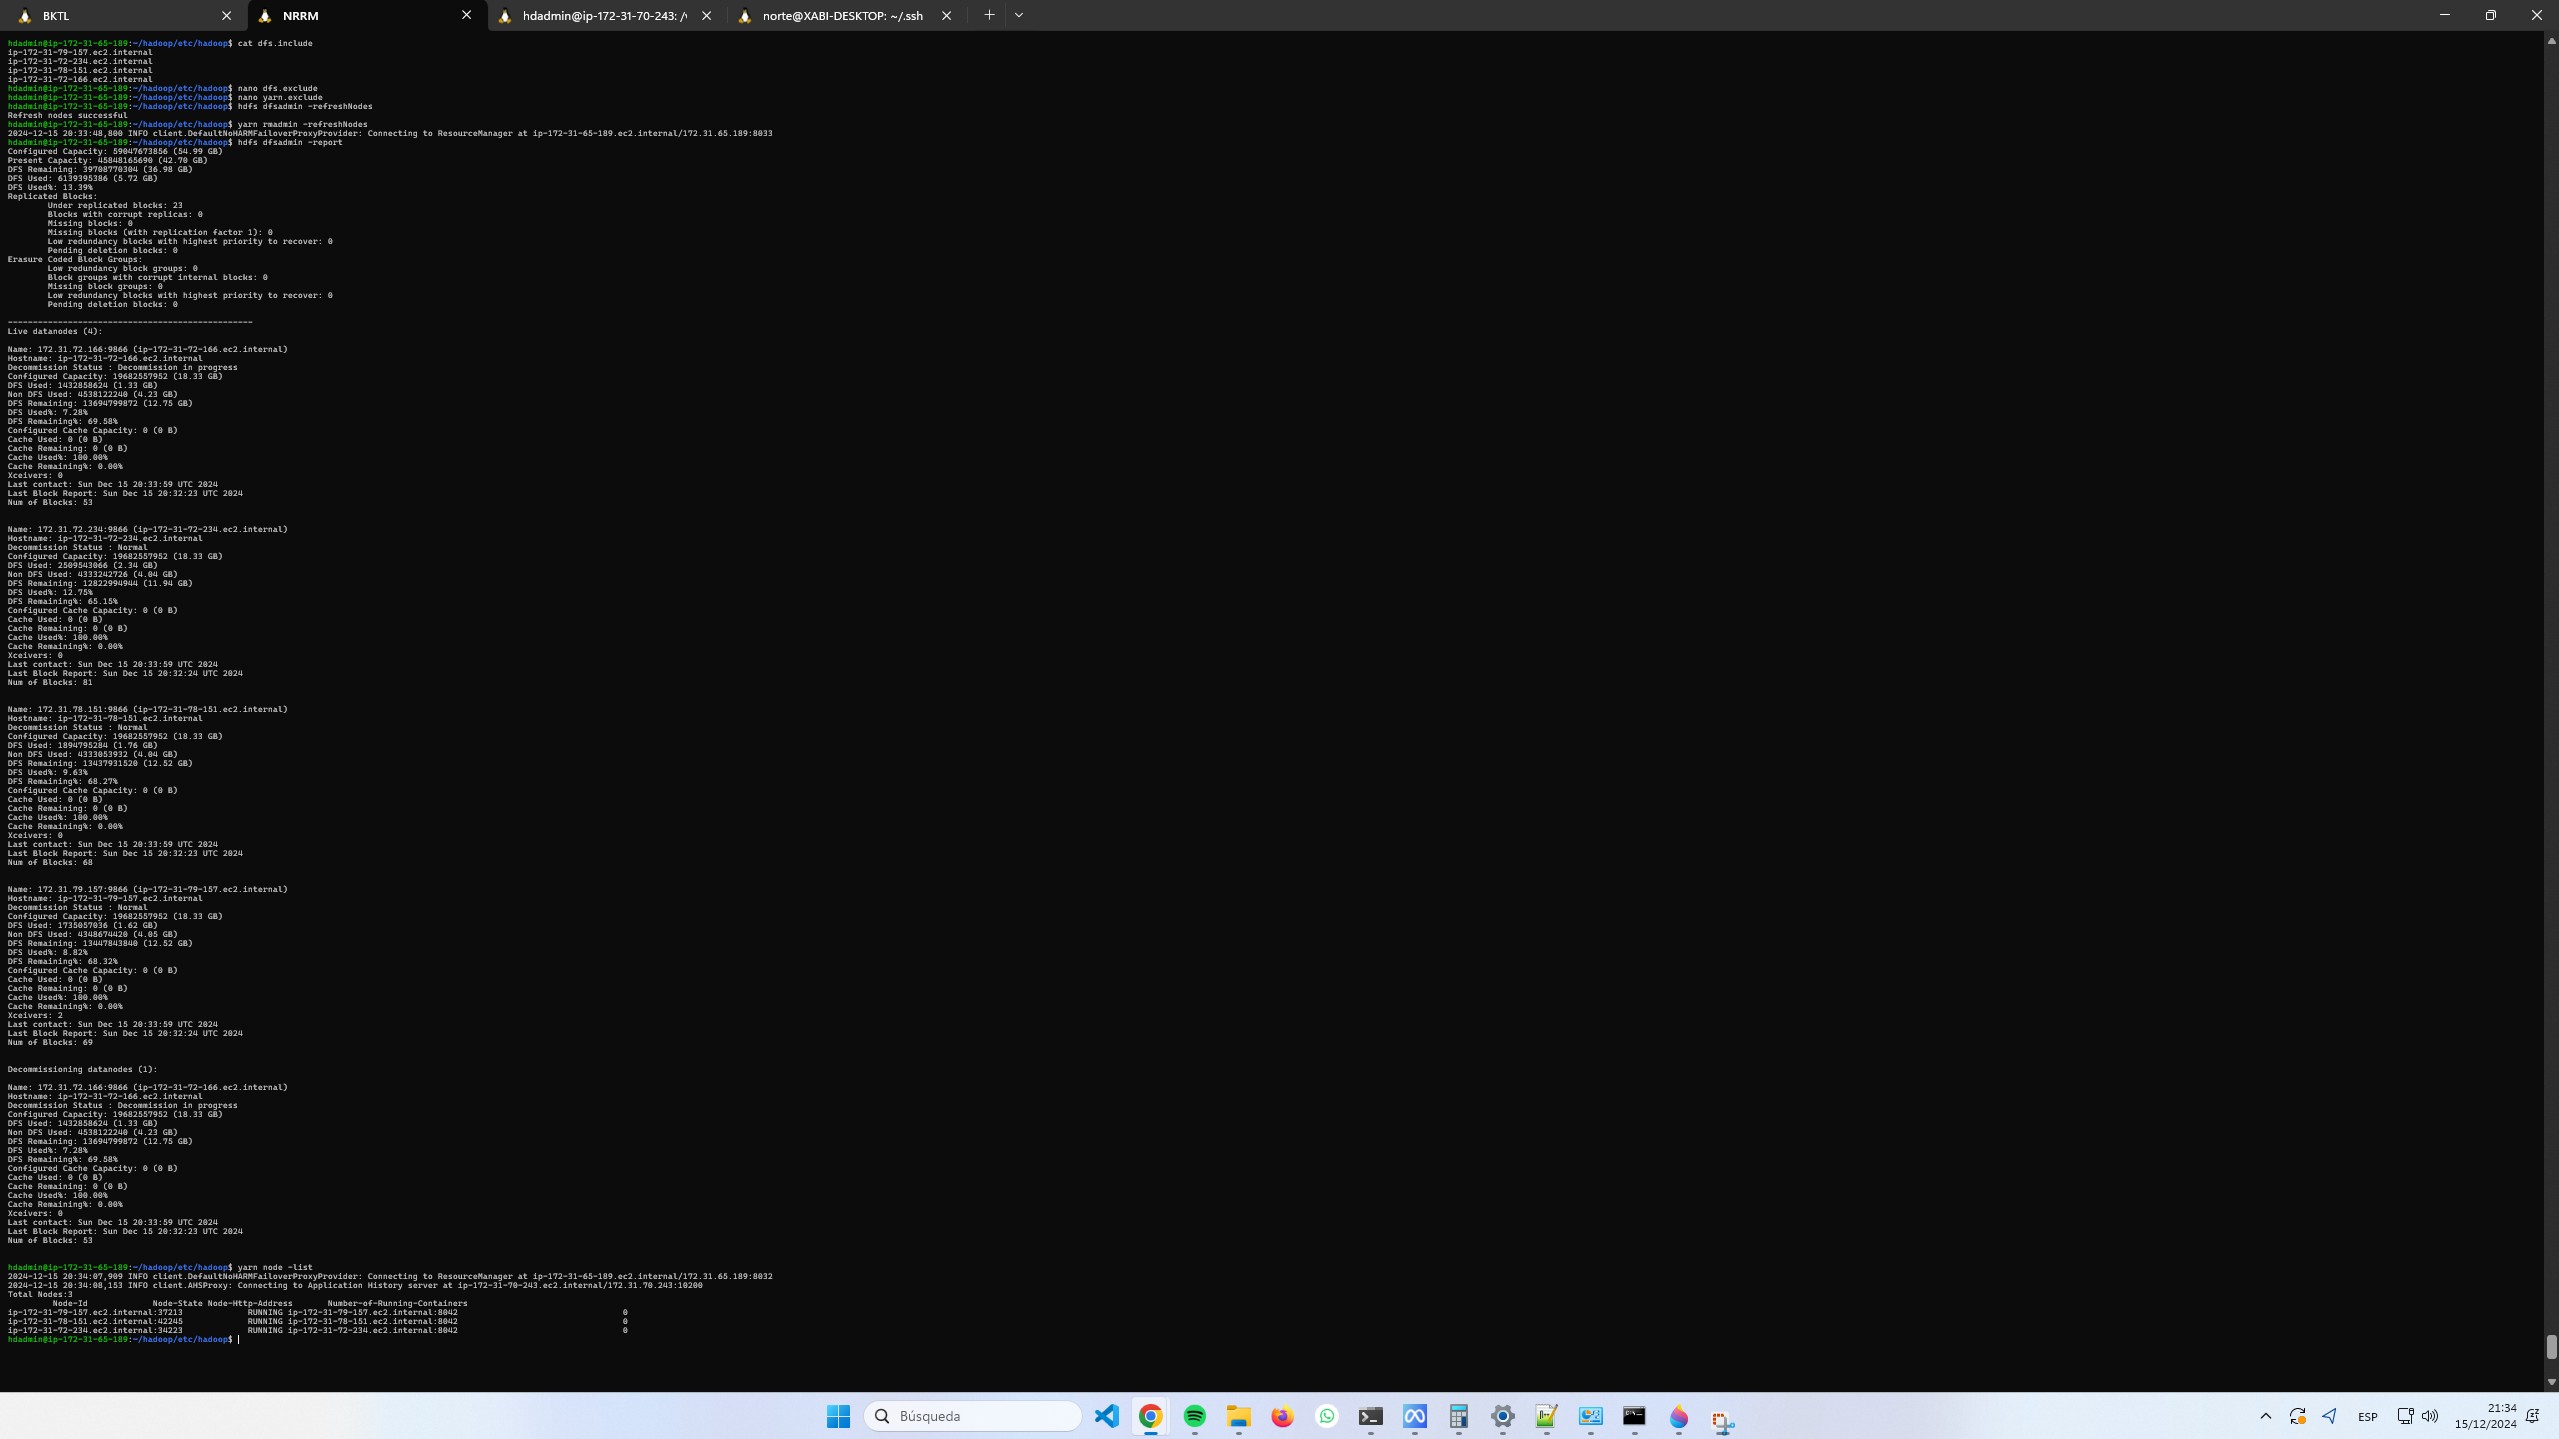 BKTL
NRRM
hdadmin@ip-172-31-70-243: /v
norte@XABI-DESKTOP: ~/.ssh
hdadmin@ip-172-31-65-189:~/hadoop/etc/hadoop$ cat dfs.include
ip-172-31-79-157.ec2.internal
ip-172-31-72-234.ec2.internal
ip-172-31-78-151.ec2.internal
ip-172-31-72-166.ec2.internal
hdadmin@ip-172-31-65-189:~/hadoop/etc/hadoop$ nano dfs.exclude
hdadmin@ip-172-31-65-189:~/hadoop/etc/hadoop$ nano yarn.exclude
hdadmin@ip-172-31-65-189:~/hadoop/etc/hadoop$ hdfs dfsadmin -refreshNodes
Refresh nodes successful
hdadmin@ip-172-31-65-189:~/hadoop/etc/hadoop$ yarn rmadmin -refreshNodes
2024-12-15 20:33:48,800 INFO client.DefaultNoHARMFailoverProxyProvider: Connecting to ResourceManager at ip-172-31-65-189.ec2.internal/172.31.65.189:8033
hdadmin@ip-172-31-65-189:~/hadoop/etc/hadoop$ hdfs dfsadmin -report
Configured Capacity: 59047673856 (54.99 GB)
Present Capacity: 45848165690 (42.70 GB)
DFS Remaining: 39708770304 (36.98 GB)
DFS Used: 6139395386 (5.72 GB)
DFS Used%: 13.39%
Replicated Blocks:
Under replicated blocks: 23
Blocks with corrupt replicas: 0
Missing blocks: 0
Missing blocks (with replication factor 1): 0
Low redundancy blocks with highest priority to recover: 0
Pending deletion blocks: 0
Erasure Coded Block Groups:
Low redundancy block groups: 0
Block groups with corrupt internal blocks: 0
Missing block groups: 0
Low redundancy blocks with highest priority to recover: 0
Pending deletion blocks: 0
-------------------------------------------------
Live datanodes (4):
Name: 172.31.72.166:9866 (ip-172-31-72-166.ec2.internal)
Hostname: ip-172-31-72-166.ec2.internal
Decommission Status : Decommission in progress
Configured Capacity: 19682557952 (18.33 GB)
DFS Used: 1432858624 (1.33 GB)
Non DFS Used: 4538122240 (4.23 GB)
DFS Remaining: 13694799872 (12.75 GB)
DFS Used%: 7.28%
DFS Remaining%: 69.58%
Configured Cache Capacity: 0 (0 B)
Cache Used: 0 (0 B)
Cache Remaining: 0 (0 B)
Cache Used%: 100.00%
Cache Remaining%: 0.00%
Xceivers: 0
Last contact: Sun Dec 15 20:33:59 UTC 2024
Last Block Report: Sun Dec 15 20:32:23 UTC 2024
Num of Blocks: 53
Name: 172.31.72.234:9866 (ip-172-31-72-234.ec2.internal)
Hostname: ip-172-31-72-234.ec2.internal
Decommission Status : Normal
Configured Capacity: 19682557952 (18.33 GB)
DFS Used: 2509543066 (2.34 GB)
Non DFS Used: 4333242726 (4.04 GB)
DFS Remaining: 12822994944 (11.94 GB)
DFS Used%: 12.75%
DFS Remaining%: 65.15%
Configured Cache Capacity: 0 (0 B)
Cache Used: 0 (0 B)
Cache Remaining: 0 (0 B)
Cache Used%: 100.00%
Cache Remaining%: 0.00%
Xceivers: 0
Last contact: Sun Dec 15 20:33:59 UTC 2024
Last Block Report: Sun Dec 15 20:32:24 UTC 2024
Num of Blocks: 81
Name: 172.31.78.151:9866 (ip-172-31-78-151.ec2.internal)
Hostname: ip-172-31-78-151.ec2.internal
Decommission Status : Normal
Configured Capacity: 19682557952 (18.33 GB)
DFS Used: 1894795284 (1.76 GB)
Non DFS Used: 4333053932 (4.04 GB)
DFS Remaining: 13437931520 (12.52 GB)
DFS Used%: 9.63%
DFS Remaining%: 68.27%
Configured Cache Capacity: 0 (0 B)
Cache Used: 0 (0 B)
Cache Remaining: 0 (0 B)
Cache Used%: 100.00%
Cache Remaining%: 0.00%
Xceivers: 0
Last contact: Sun Dec 15 20:33:59 UTC 2024
Last Block Report: Sun Dec 15 20:32:23 UTC 2024
Num of Blocks: 68
Name: 172.31.79.157:9866 (ip-172-31-79-157.ec2.internal)
Hostname: ip-172-31-79-157.ec2.internal
Decommission Status : Normal
Configured Capacity: 19682557952 (18.33 GB)
DFS Used: 1735057036 (1.62 GB)
Non DFS Used: 4348674420 (4.05 GB)
DFS Remaining: 13447843840 (12.52 GB)
DFS Used%: 8.82%
DFS Remaining%: 68.32%
Configured Cache Capacity: 0 (0 B)
Cache Used: 0 (0 B)
Cache Remaining: 0 (0 B)
Cache Used%: 100.00%
Cache Remaining%: 0.00%
Xceivers: 2
Last contact: Sun Dec 15 20:33:59 UTC 2024
Last Block Report: Sun Dec 15 20:32:24 UTC 2024
Num of Blocks: 69
Decommissioning datanodes (1):
Name: 172.31.72.166:9866 (ip-172-31-72-166.ec2.internal)
Hostname: ip-172-31-72-166.ec2.internal
Decommission Status : Decommission in progress
Configured Capacity: 19682557952 (18.33 GB)
DFS Used: 1432858624 (1.33 GB)
Non DFS Used: 4538122240 (4.23 GB)
DFS Remaining: 13694799872 (12.75 GB)
DFS Used%: 7.28%
DFS Remaining%: 69.58%
Configured Cache Capacity: 0 (0 B)
Cache Used: 0 (0 B)
Cache Remaining: 0 (0 B)
Cache Used%: 100.00%
Cache Remaining%: 0.00%
Xceivers: 0
Last contact: Sun Dec 15 20:33:59 UTC 2024
Last Block Report: Sun Dec 15 20:32:23 UTC 2024
Num of Blocks: 53
hdadmin@ip-172-31-65-189:~/hadoop/etc/hadoop$ yarn node -list
2024-12-15 20:34:07,909 INFO client.DefaultNoHARMFailoverProxyProvider: Connecting to ResourceManager at ip-172-31-65-189.ec2.internal/172.31.65.189:8032
2024-12-15 20:34:08,153 INFO client.AHSProxy: Connecting to Application History server at ip-172-31-70-243.ec2.internal/172.31.70.243:10200
Total Nodes:3
Node-Id Node-State Node-Http-Address Number-of-Running-Containers
ip-172-31-79-157.ec2.internal:37213 RUNNING ip-172-31-79-157.ec2.internal:8042 0
ip-172-31-78-151.ec2.internal:42245 RUNNING ip-172-31-78-151.ec2.internal:8042 0
ip-172-31-72-234.ec2.internal:34223 RUNNING ip-172-31-72-234.ec2.internal:8042 0
hdadmin@ip-172-31-65-189:~/hadoop/etc/hadoop$
Búsqueda
ESP
21:34
15/12/2024